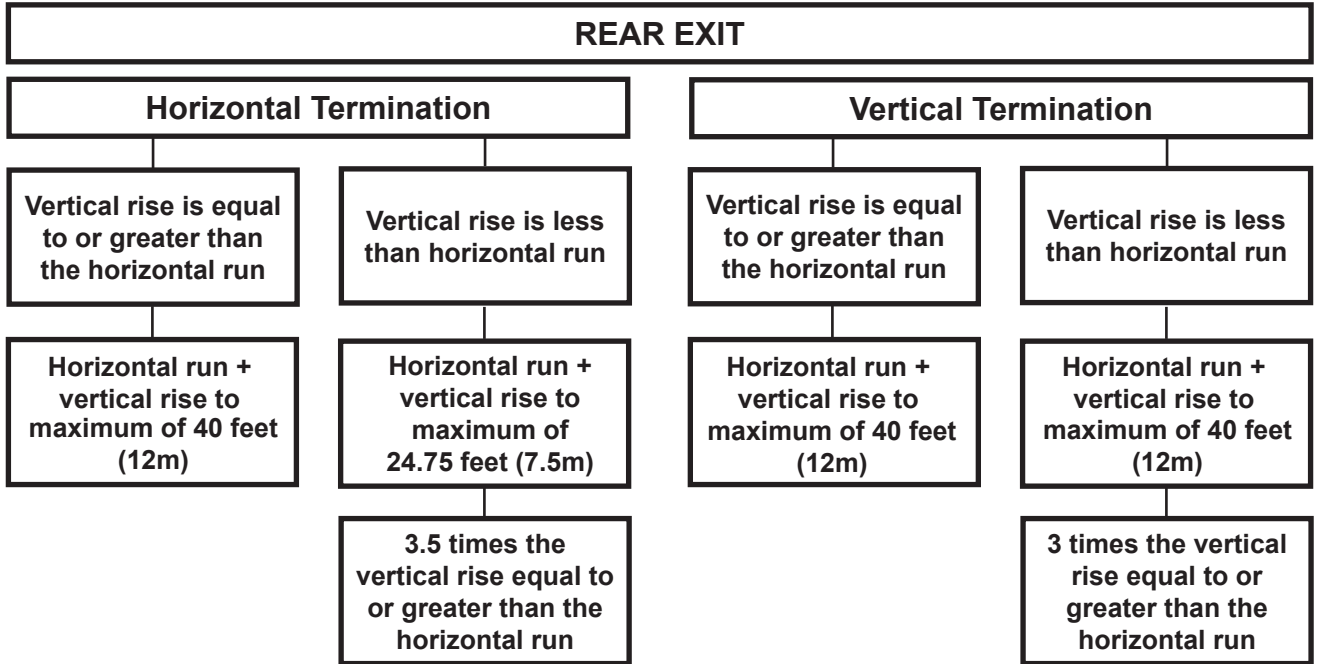 REAR EXIT
Horizontal Termination
Vertical Termination
Vertical rise is equal
to or greater than
the horizontal run
Vertical rise is less
than horizontal run
Vertical rise is equal
to or greater than
the horizontal run
Vertical rise is less
than horizontal run
Horizontal run +
vertical rise to
maximum of 40 feet
(12m)
Horizontal run +
vertical rise to
maximum of
24.75 feet (7.5m)
Horizontal run +
vertical rise to
maximum of 40 feet
(12m)
Horizontal run +
vertical rise to
maximum of 40 feet
(12m)
3.5 times the
vertical rise equal to
or greater than the
horizontal run
3 times the vertical
rise equal to or
greater than the
horizontal run